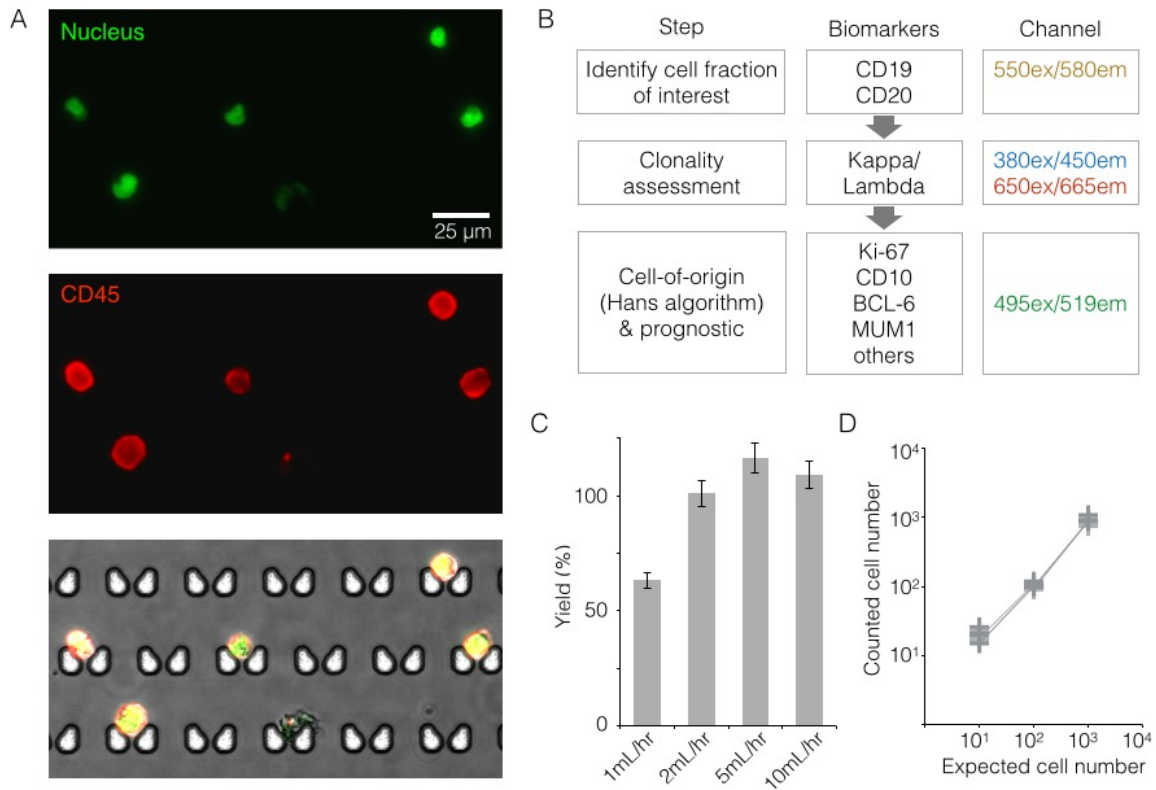 A
Nucleus
25 µm
CD45
B
Step
Biomarkers
Channel
Identify cell fraction
of interest
CD19
CD20
550ex/580em
Clonality
assessment
Kappa/
Lambda
380ex/450em
650ex/665em
Cell-of-origin
(Hans algorithm)
& prognostic
Ki-67
CD10
BCL-6
MUM1
others
495ex/519em
C
Yield (%)
100
50
0
1mL/hr
2mL/hr
5mL/hr
10mL/hr
D
Counted cell number
10⁴
10³
10²
10¹
10¹
10²
10³
10⁴
Expected cell number